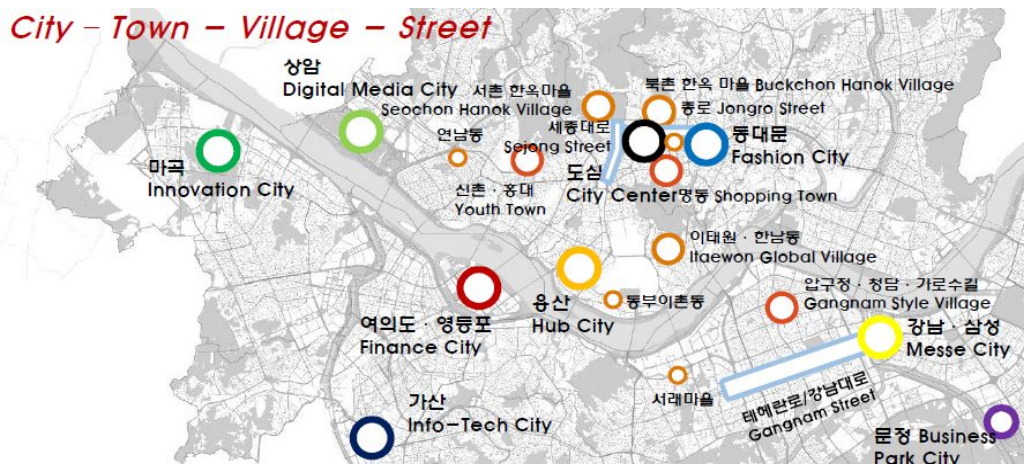 City – Town – Village – Street
상암
Digital Media City
서촌 한옥마을
Seochon Hanok Village
북촌 한옥 마을 Buckchon Hanok Village
종로 Jongro Street
연남동
세종대로
Sejong Street
동대문
Fashion City
마곡
Innovation City
신촌 · 홍대
Youth Town
도심
City Center
명동 Shopping Town
이태원 · 한남동
Itaewon Global Village
압구정 · 청담 · 가로수길
Gangnam Style Village
여의도 · 영등포
Finance City
용산
Hub City
동부이촌동
강남 · 삼성
Messe City
서래마을
테헤란로/강남대로
Gangnam Street
가산
Info-Tech City
문정 Business
Park City